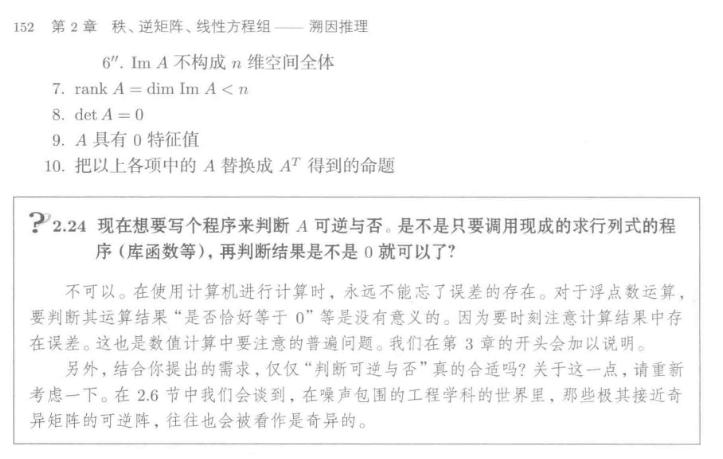 152 第 2 章 秩、逆矩阵、线性方程组 —— 溯因推理
6″. Im A 不构成 n 维空间全体
7. rank A = dim Im A < n
8. det A = 0
9. A 具有 0 特征值
10. 把以上各项中的 A 替换成 Aᵀ 得到的命题
? 2.24 现在想要写个程序来判断 A 可逆与否。是不是只要调用现成的求行列式的程
序（库函数等），再判断结果是不是 0 就可以了?
不可以。在使用计算机进行计算时，永远不能忘了误差的存在。对于浮点数运算，
要判断其运算结果“是否恰好等于 0”等是没有意义的。因为要时刻注意计算结果中存
在误差。这也是数值计算中要注意的普遍问题。我们在第 3 章的开头会加以说明。
另外，结合你提出的需求，仅仅“判断可逆与否”真的合适吗? 关于这一点，请重新
考虑一下。在 2.6 节中我们会谈到，在噪声包围的工程学科的世界里，那些极其接近奇
异矩阵的可逆阵，往往也会被看作是奇异的。